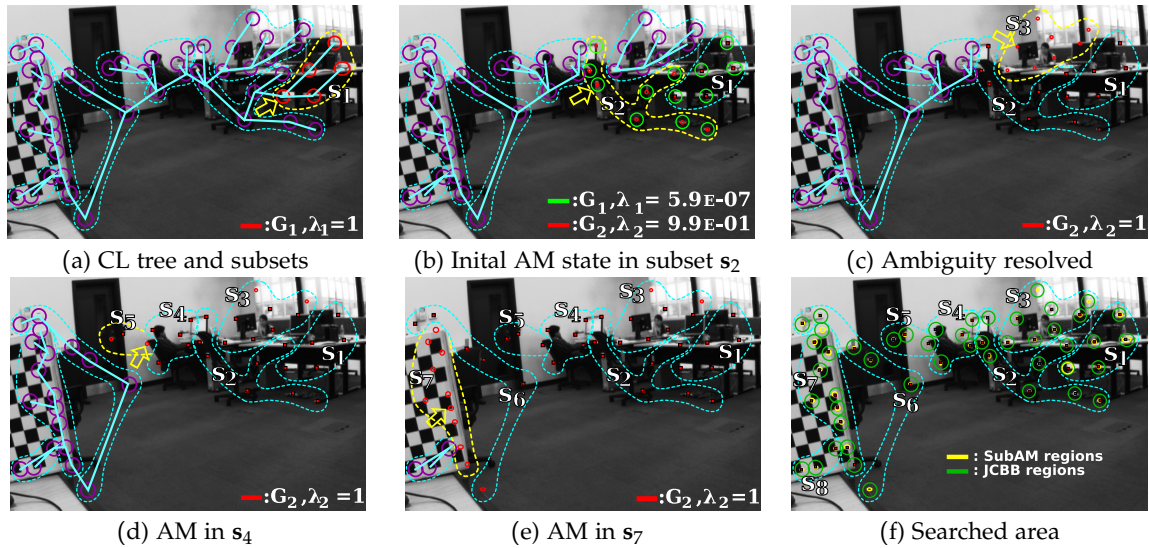 S1
:G1,λ1=1
(a) CL tree and subsets
S1
S2
:G1,λ1= 5.9E-07
:G2,λ2= 9.9E-01
(b) Inital AM state in subset s2
S3
S1
S2
:G2,λ2=1
(c) Ambiguity resolved
S3
S4
S5
S1
S2
:G2,λ2 =1
(d) AM in s4
S3
S4
S5
S1
S7
S2
S6
:G2,λ2=1
(e) AM in s7
S3
S4
S5
S1
S7
S2
S6
: SubAM regions
: JCBB regions
S8
(f) Searched area